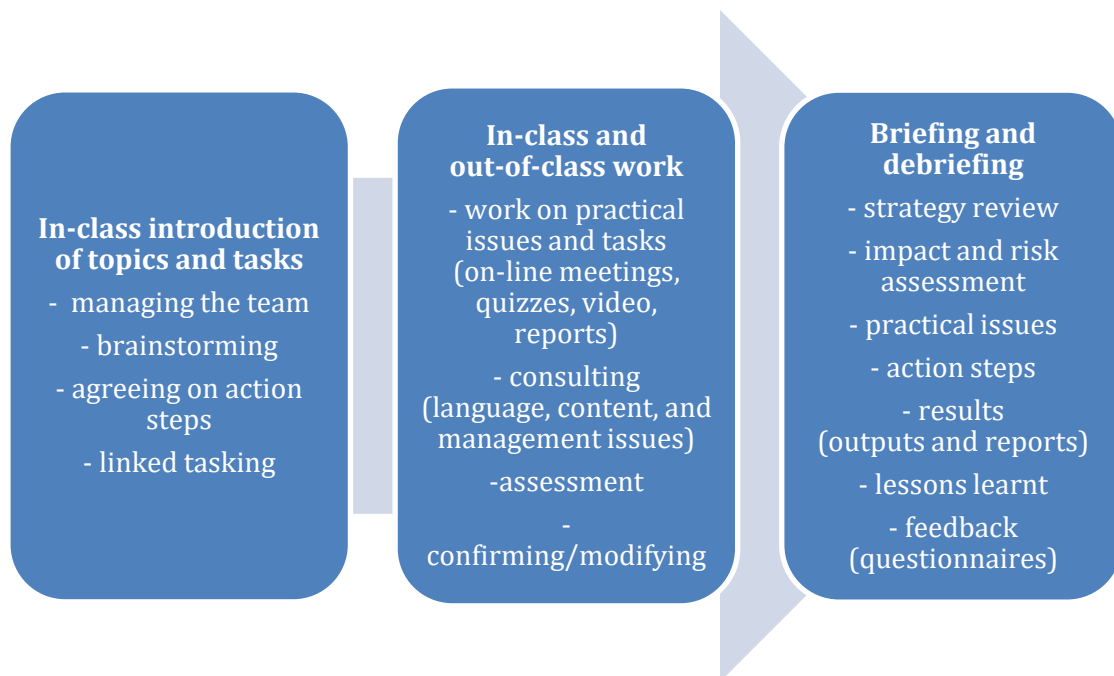 In-class introduction
of topics and tasks
- managing the team
- brainstorming
- agreeing on action
steps
- linked tasking
In-class and
out-of-class work
- work on practical
issues and tasks
(on-line meetings,
quizzes, video,
reports)
- consulting
(language, content, and
management issues)
-assessment
-
confirming/modifying
Briefing and
debriefing
- strategy review
- impact and risk
assessment
- practical issues
- action steps
- results
(outputs and reports)
- lessons learnt
- feedback
(questionnaires)